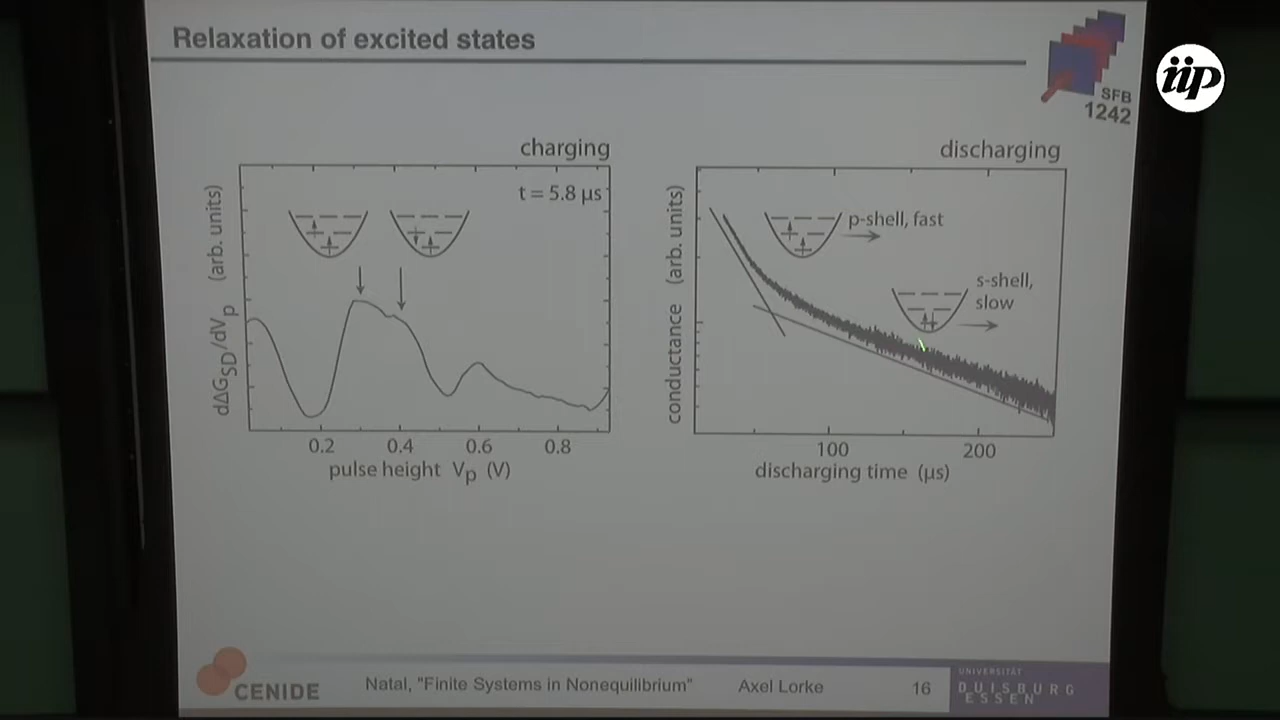 Relaxation of excited states
iip
SFB
1242
charging
t = 5.8 µs
dΔG_SD/dV_p (arb. units)
0.2 0.4 0.6 0.8
pulse height V_p (V)
discharging
p-shell, fast
s-shell,
slow
conductance (arb. units)
100 200
discharging time (µs)
CENIDE
Natal, "Finite Systems in Nonequilibrium" Axel Lorke 16
UNIVERSITÄT
DUISBURG
ESSEN